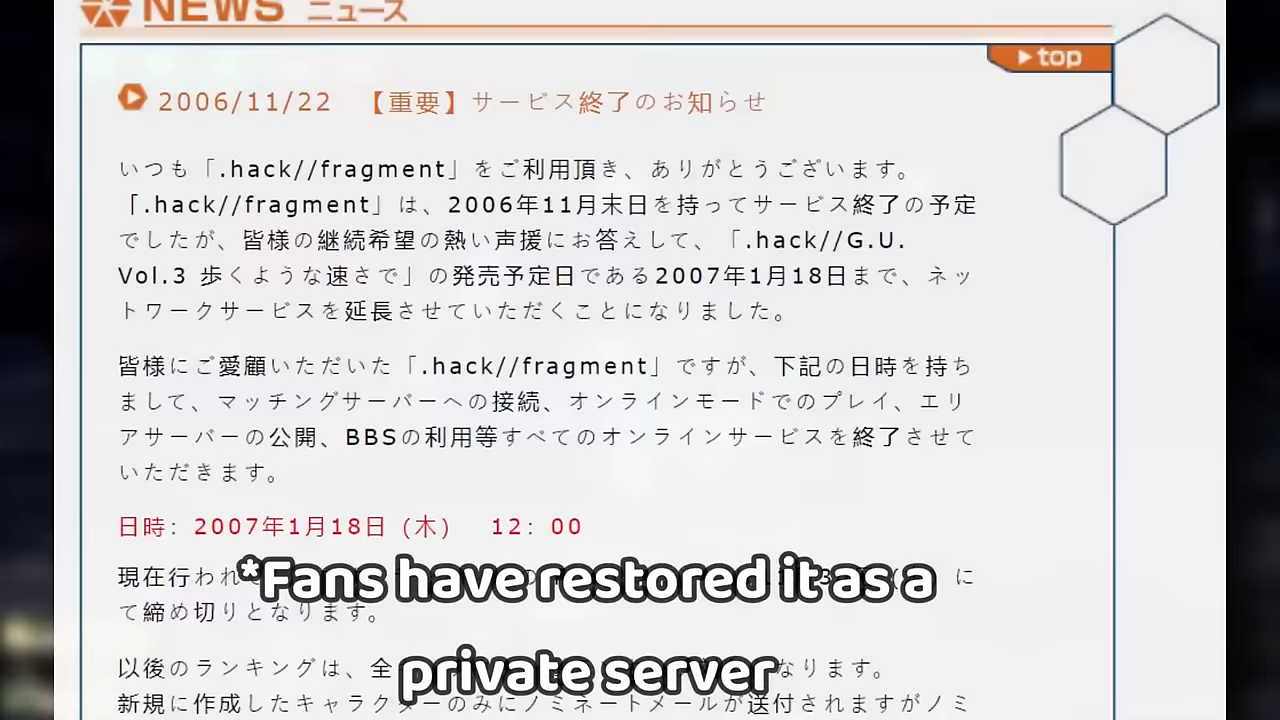 NEWS ニュース
top
2006/11/22 【重要】サービス終了のお知らせ
いつも「.hack//fragment」をご利用頂き、ありがとうございます。
「.hack//fragment」は、2006年11月末日を持ってサービス終了の予定
でしたが、皆様の継続希望の熱い声援にお答えして、「.hack//G.U.
Vol.3 歩くような速さで」の発売予定日である2007年1月18日まで、ネッ
トワークサービスを延長させていただくことになりました。
皆様にご愛顧いただいた「.hack//fragment」ですが、下記の日時を持ち
まして、マッチングサーバーへの接続、オンラインモードでのプレイ、エリ
アサーバーの公開、BBSの利用等すべてのオンラインサービスを終了させて
いただきます。
日時: 2007年1月18日 (木) 12: 00
現在行われ に
*Fans have restored it as a
て締め切りとなります。
以後のランキングは、全 なります。
private server
新規に作成したキャラクターのみにノミネートメールが送付されますがノミ